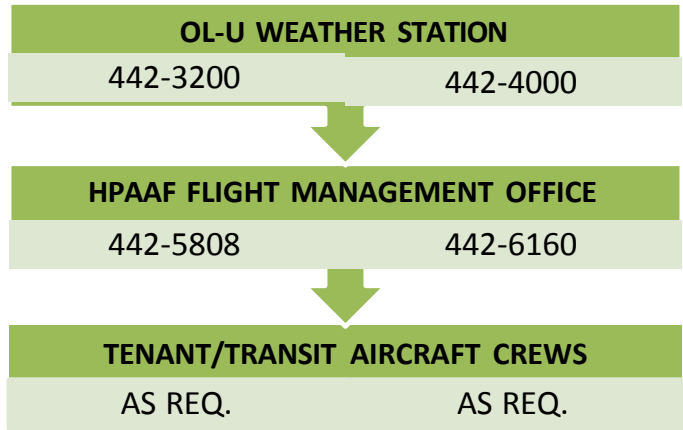 OL-U WEATHER STATION
442-3200 442-4000
HPAAF FLIGHT MANAGEMENT OFFICE
442-5808 442-6160
TENANT/TRANSIT AIRCRAFT CREWS
AS REQ. AS REQ.